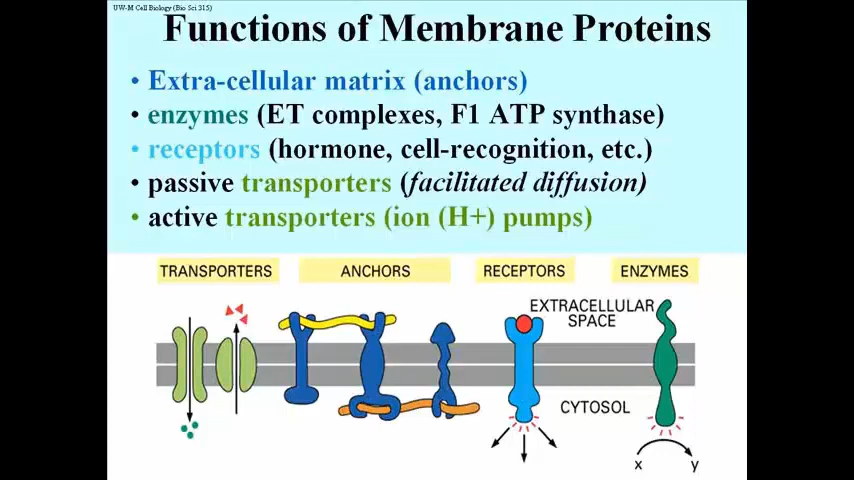 UW-M Cell Biology (Bio Sci 315)
Functions of Membrane Proteins
• Extra-cellular matrix (anchors)
• enzymes (ET complexes, F1 ATP synthase)
• receptors (hormone, cell-recognition, etc.)
• passive transporters (facilitated diffusion)
• active transporters (ion (H+) pumps)
TRANSPORTERS ANCHORS RECEPTORS ENZYMES
EXTRACELLULAR
SPACE
CYTOSOL
x y